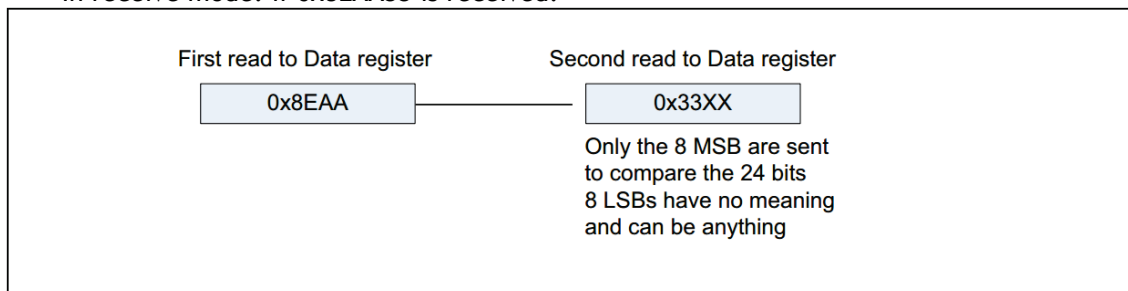 First read to Data register
Second read to Data register
0x8EAA
0x33XX
Only the 8 MSB are sent
to compare the 24 bits
8 LSBs have no meaning
and can be anything